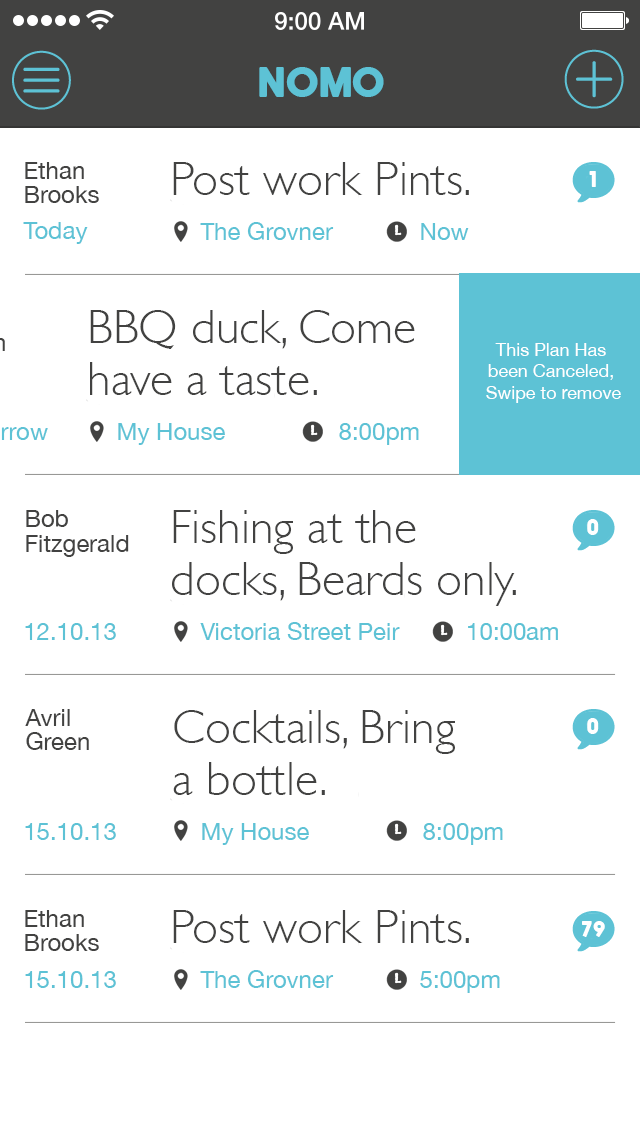 9:00 AM
NOMO
Ethan
Brooks
Today
Post work Pints.
The Grovner
Now
1
BBQ duck, Come
have a taste.
rrow
My House
8:00pm
This Plan Has
been Canceled,
Swipe to remove
Bob
Fitzgerald
12.10.13
Fishing at the
docks, Beards only.
Victoria Street Peir
10:00am
0
Avril
Green
15.10.13
Cocktails, Bring
a bottle.
My House
8:00pm
0
Ethan
Brooks
15.10.13
Post work Pints.
The Grovner
5:00pm
79